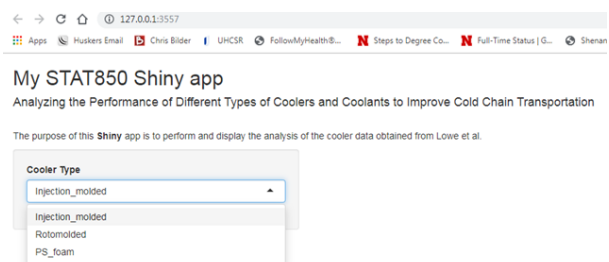 127.0.0.1:3557
Apps Huskers Email Chris Bilder UHCSR FollowMyHealth®... Steps to Degree Co... Full-Time Status | G... Shenan
My STAT850 Shiny app
Analyzing the Performance of Different Types of Coolers and Coolants to Improve Cold Chain Transportation
The purpose of this Shiny app is to perform and display the analysis of the cooler data obtained from Lowe et al.
Cooler Type
Injection_molded
Injection_molded
Rotomolded
PS_foam